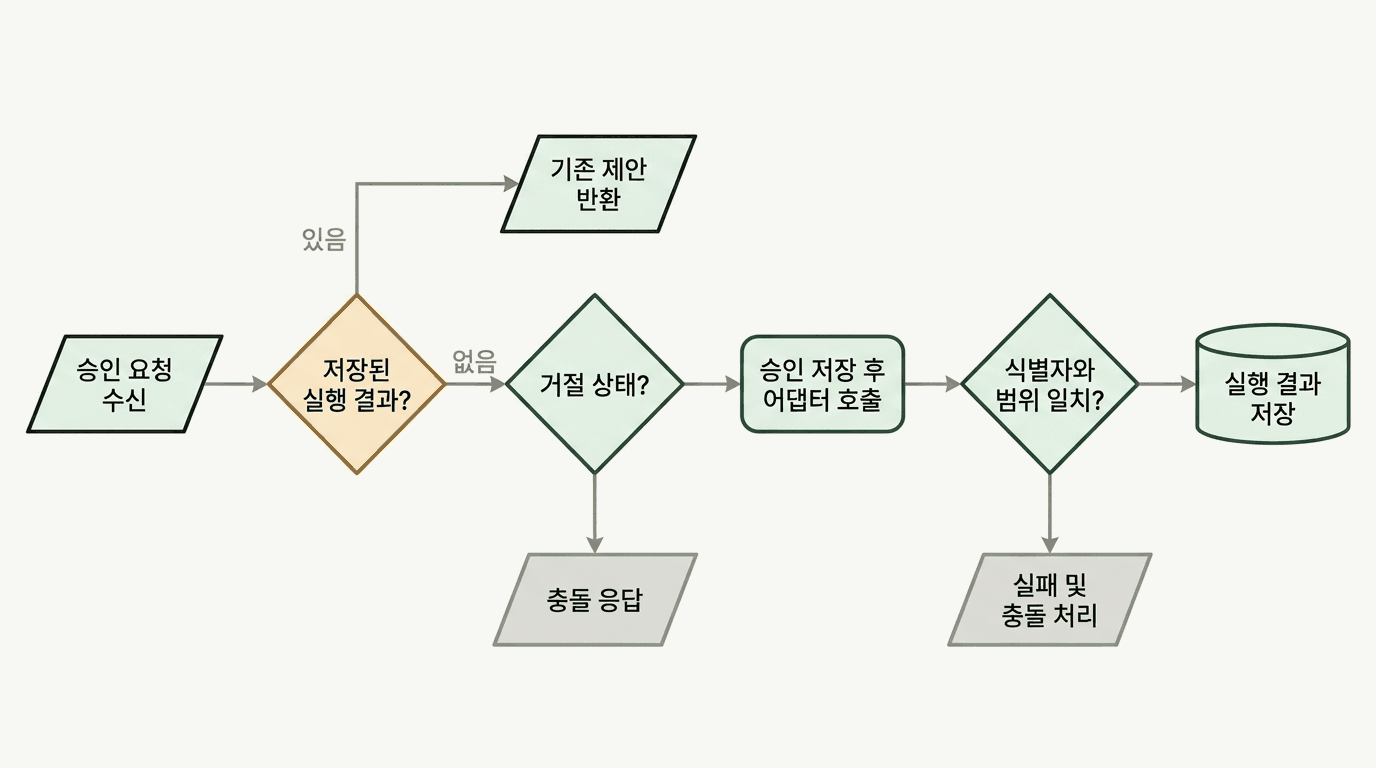 기존 제안
반환
있음
승인 요청
수신
저장된
실행 결과?
없음
거절 상태?
승인 저장 후
어댑터 호출
식별자와
범위 일치?
실행 결과
저장
충돌 응답
실패 및
충돌 처리